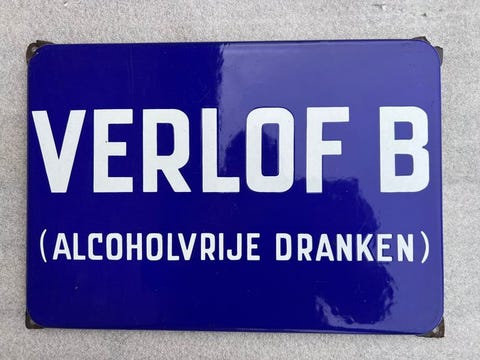 VERLOF B
(ALCOHOLVRIJE DRANKEN)